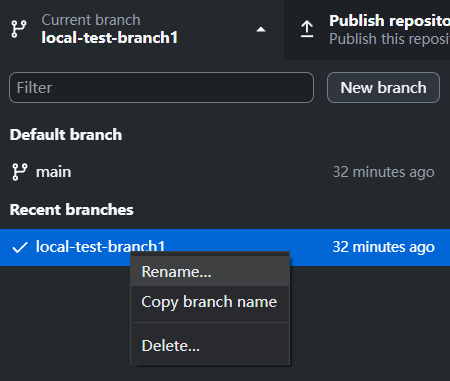 Current branch
local-test-branch1
Publish reposito
Publish this reposi
Filter
New branch
Default branch
main
32 minutes ago
Recent branches
local-test-branch1
32 minutes ago
Rename...
Copy branch name
Delete...